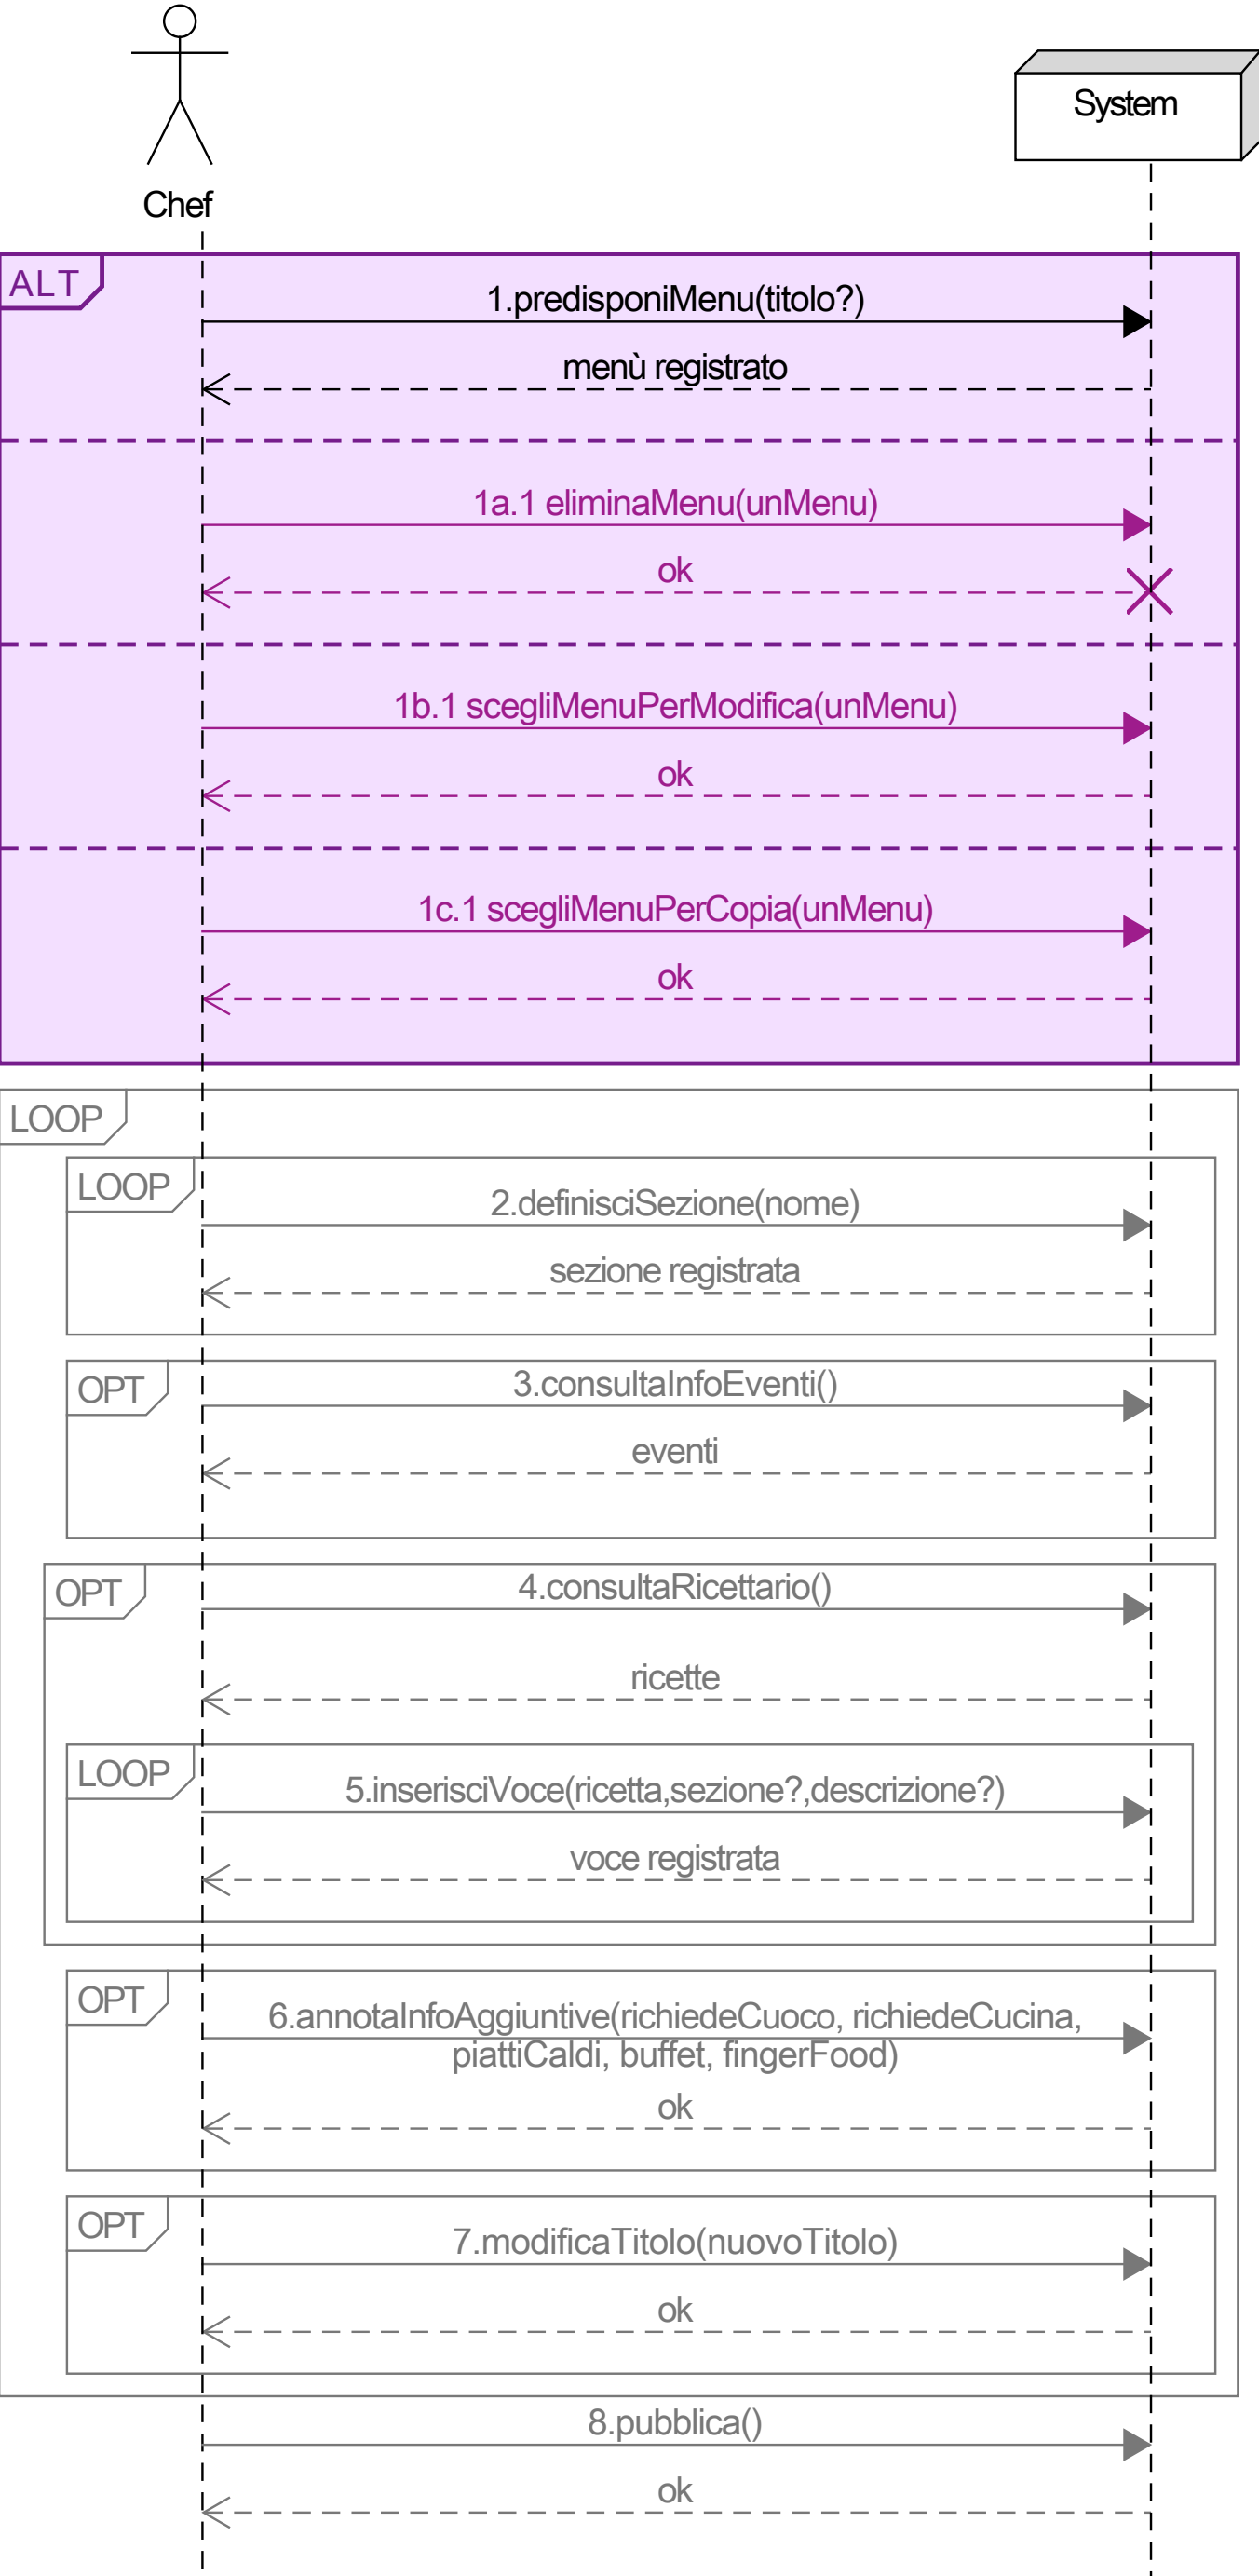 System
Chef
ALT
1.predisponiMenu(titolo?)
menù registrato
1a.1 eliminaMenu(unMenu)
ok
1b.1 scegliMenuPerModifica(unMenu)
ok
1c.1 scegliMenuPerCopia(unMenu)
ok
LOOP
LOOP
2.definisciSezione(nome)
sezione registrata
OPT
3.consultaInfoEventi()
eventi
OPT
4.consultaRicettario()
ricette
LOOP
5.inserisciVoce(ricetta,sezione?,descrizione?)
voce registrata
OPT
6.annotaInfoAggiuntive(richiedeCuoco, richiedeCucina,
piattiCaldi, buffet, fingerFood)
ok
OPT
7.modificaTitolo(nuovoTitolo)
ok
8.pubblica()
ok